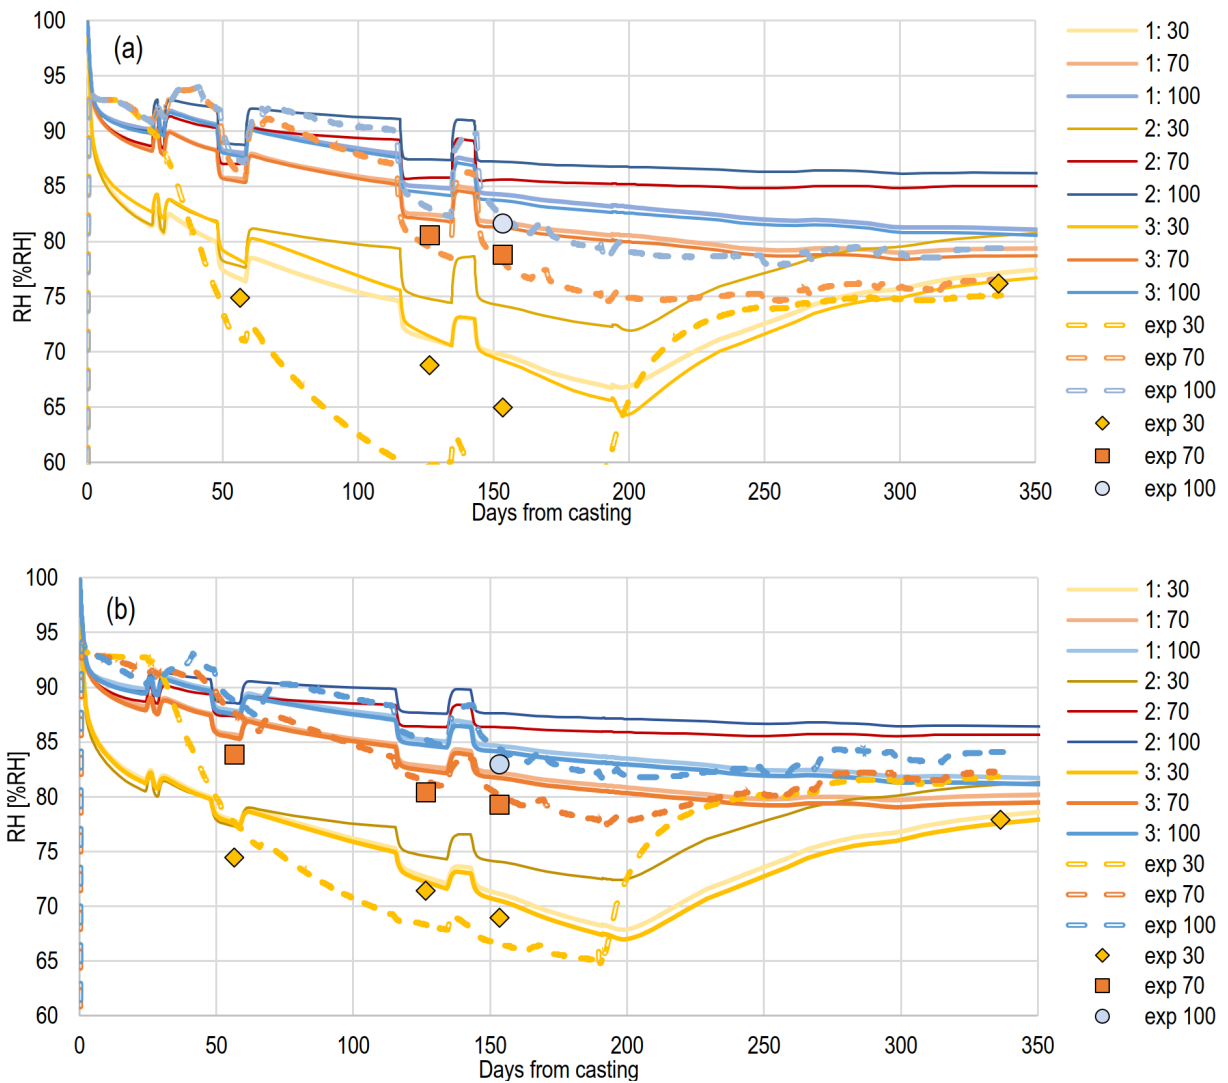 (a)
RH [%RH]
100
95
90
85
80
75
70
65
60
0 50 100 150 200 250 300 350
Days from casting
1: 30
1: 70
1: 100
2: 30
2: 70
2: 100
3: 30
3: 70
3: 100
exp 30
exp 70
exp 100
exp 30
exp 70
exp 100
(b)
RH [%RH]
100
95
90
85
80
75
70
65
60
0 50 100 150 200 250 300 350
Days from casting
1: 30
1: 70
1: 100
2: 30
2: 70
2: 100
3: 30
3: 70
3: 100
exp 30
exp 70
exp 100
exp 30
exp 70
exp 100